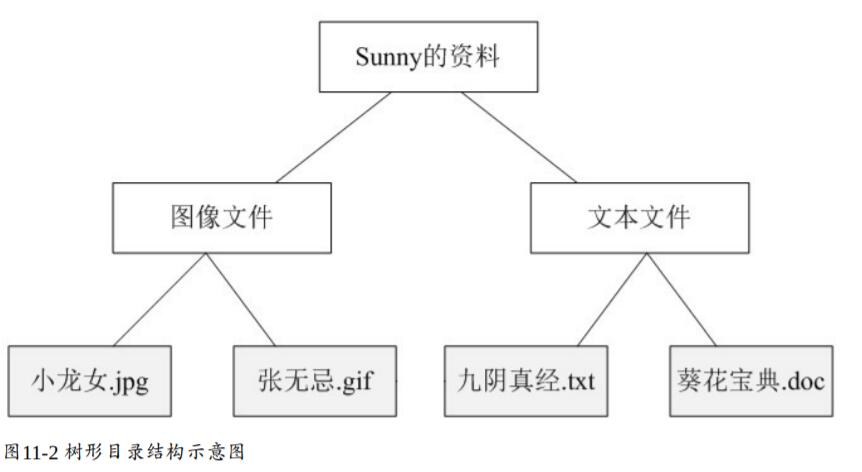 Sunny的资料
图像文件
文本文件
小龙女.jpg
张无忌.gif
九阴真经.txt
葵花宝典.doc
图11-2 树形目录结构示意图